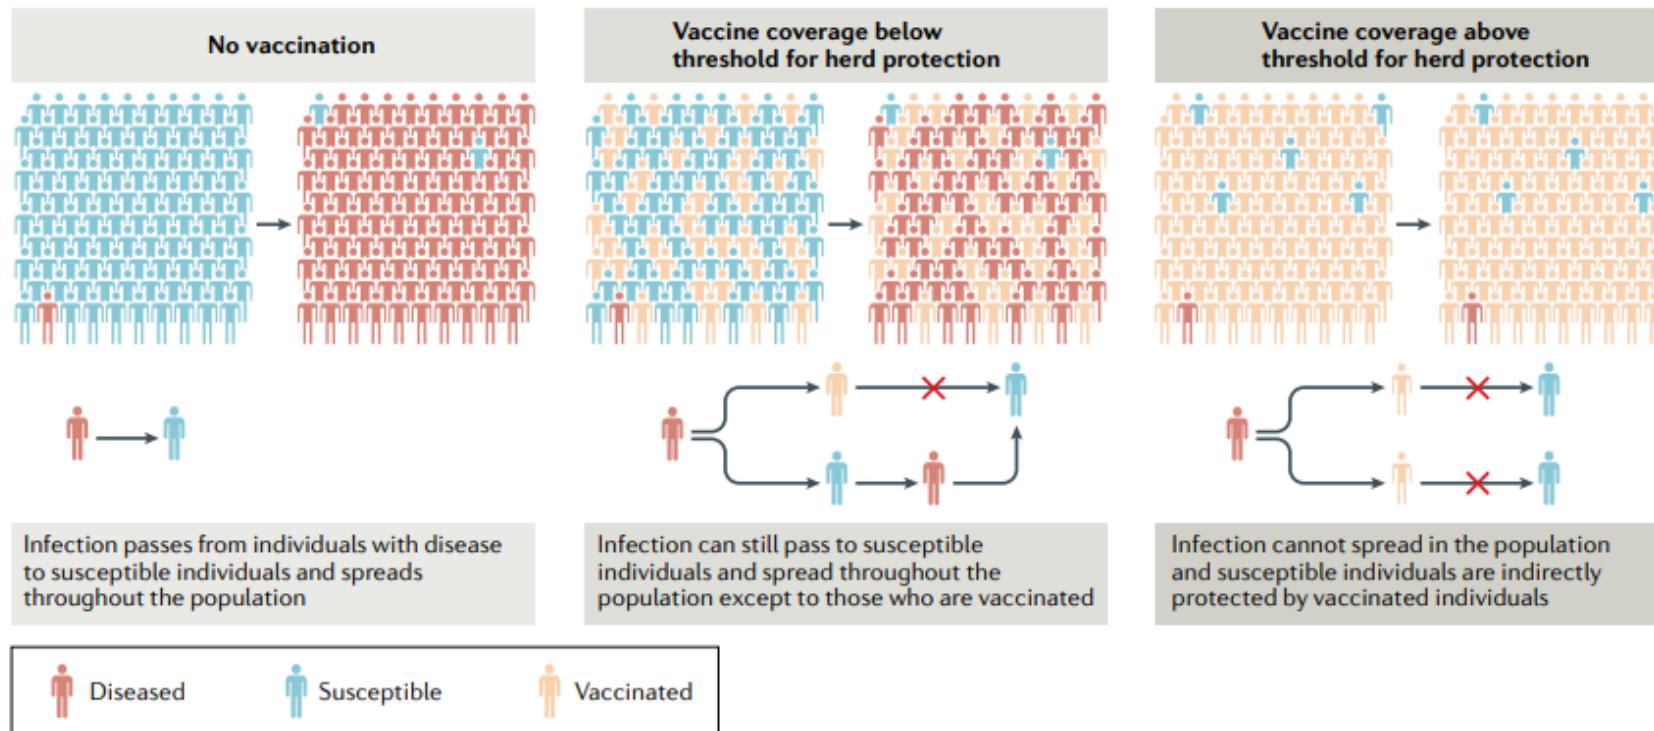 No vaccination
Vaccine coverage below
threshold for herd protection
Vaccine coverage above
threshold for herd protection
Infection passes from individuals with disease
to susceptible individuals and spreads
throughout the population
Infection can still pass to susceptible
individuals and spread throughout the
population except to those who are vaccinated
Infection cannot spread in the population
and susceptible individuals are indirectly
protected by vaccinated individuals
Diseased
Susceptible
Vaccinated